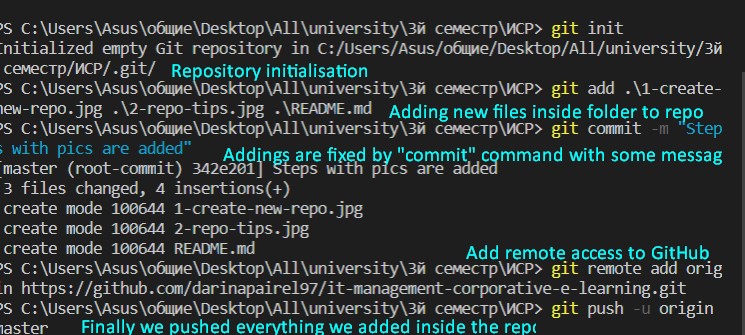 PS C:\Users\Asus\общие\Desktop\All\university\3й семестр\ИСР> git init
Initialized empty Git repository in C:/Users/Asus/общие/Desktop/All/university/3й
семестр/ИСР/.git/ Repository initialisation
PS C:\Users\Asus\общие\Desktop\All\university\3й семестр\ИСР> git add .\1-create-
new-repo.jpg .\2-repo-tips.jpg .\README.md Adding new files inside folder to repo
PS C:\Users\Asus\общие\Desktop\All\university\3й семестр\ИСР> git commit -m "Step
s with pics are added"
Addings are fixed by "commit" command with some messag
[master (root-commit) 342e201] Steps with pics are added
3 files changed, 4 insertions(+)
create mode 100644 1-create-new-repo.jpg
create mode 100644 2-repo-tips.jpg
create mode 100644 README.md
Add remote access to GitHub
PS C:\Users\Asus\общие\Desktop\All\university\3й семестр\ИСР> git remote add orig
in https://github.com/darinapairel97/it-management-corporative-e-learning.git
PS C:\Users\Asus\общие\Desktop\All\university\3й семестр\ИСР> git push -u origin
master Finally we pushed everything we added inside the repo